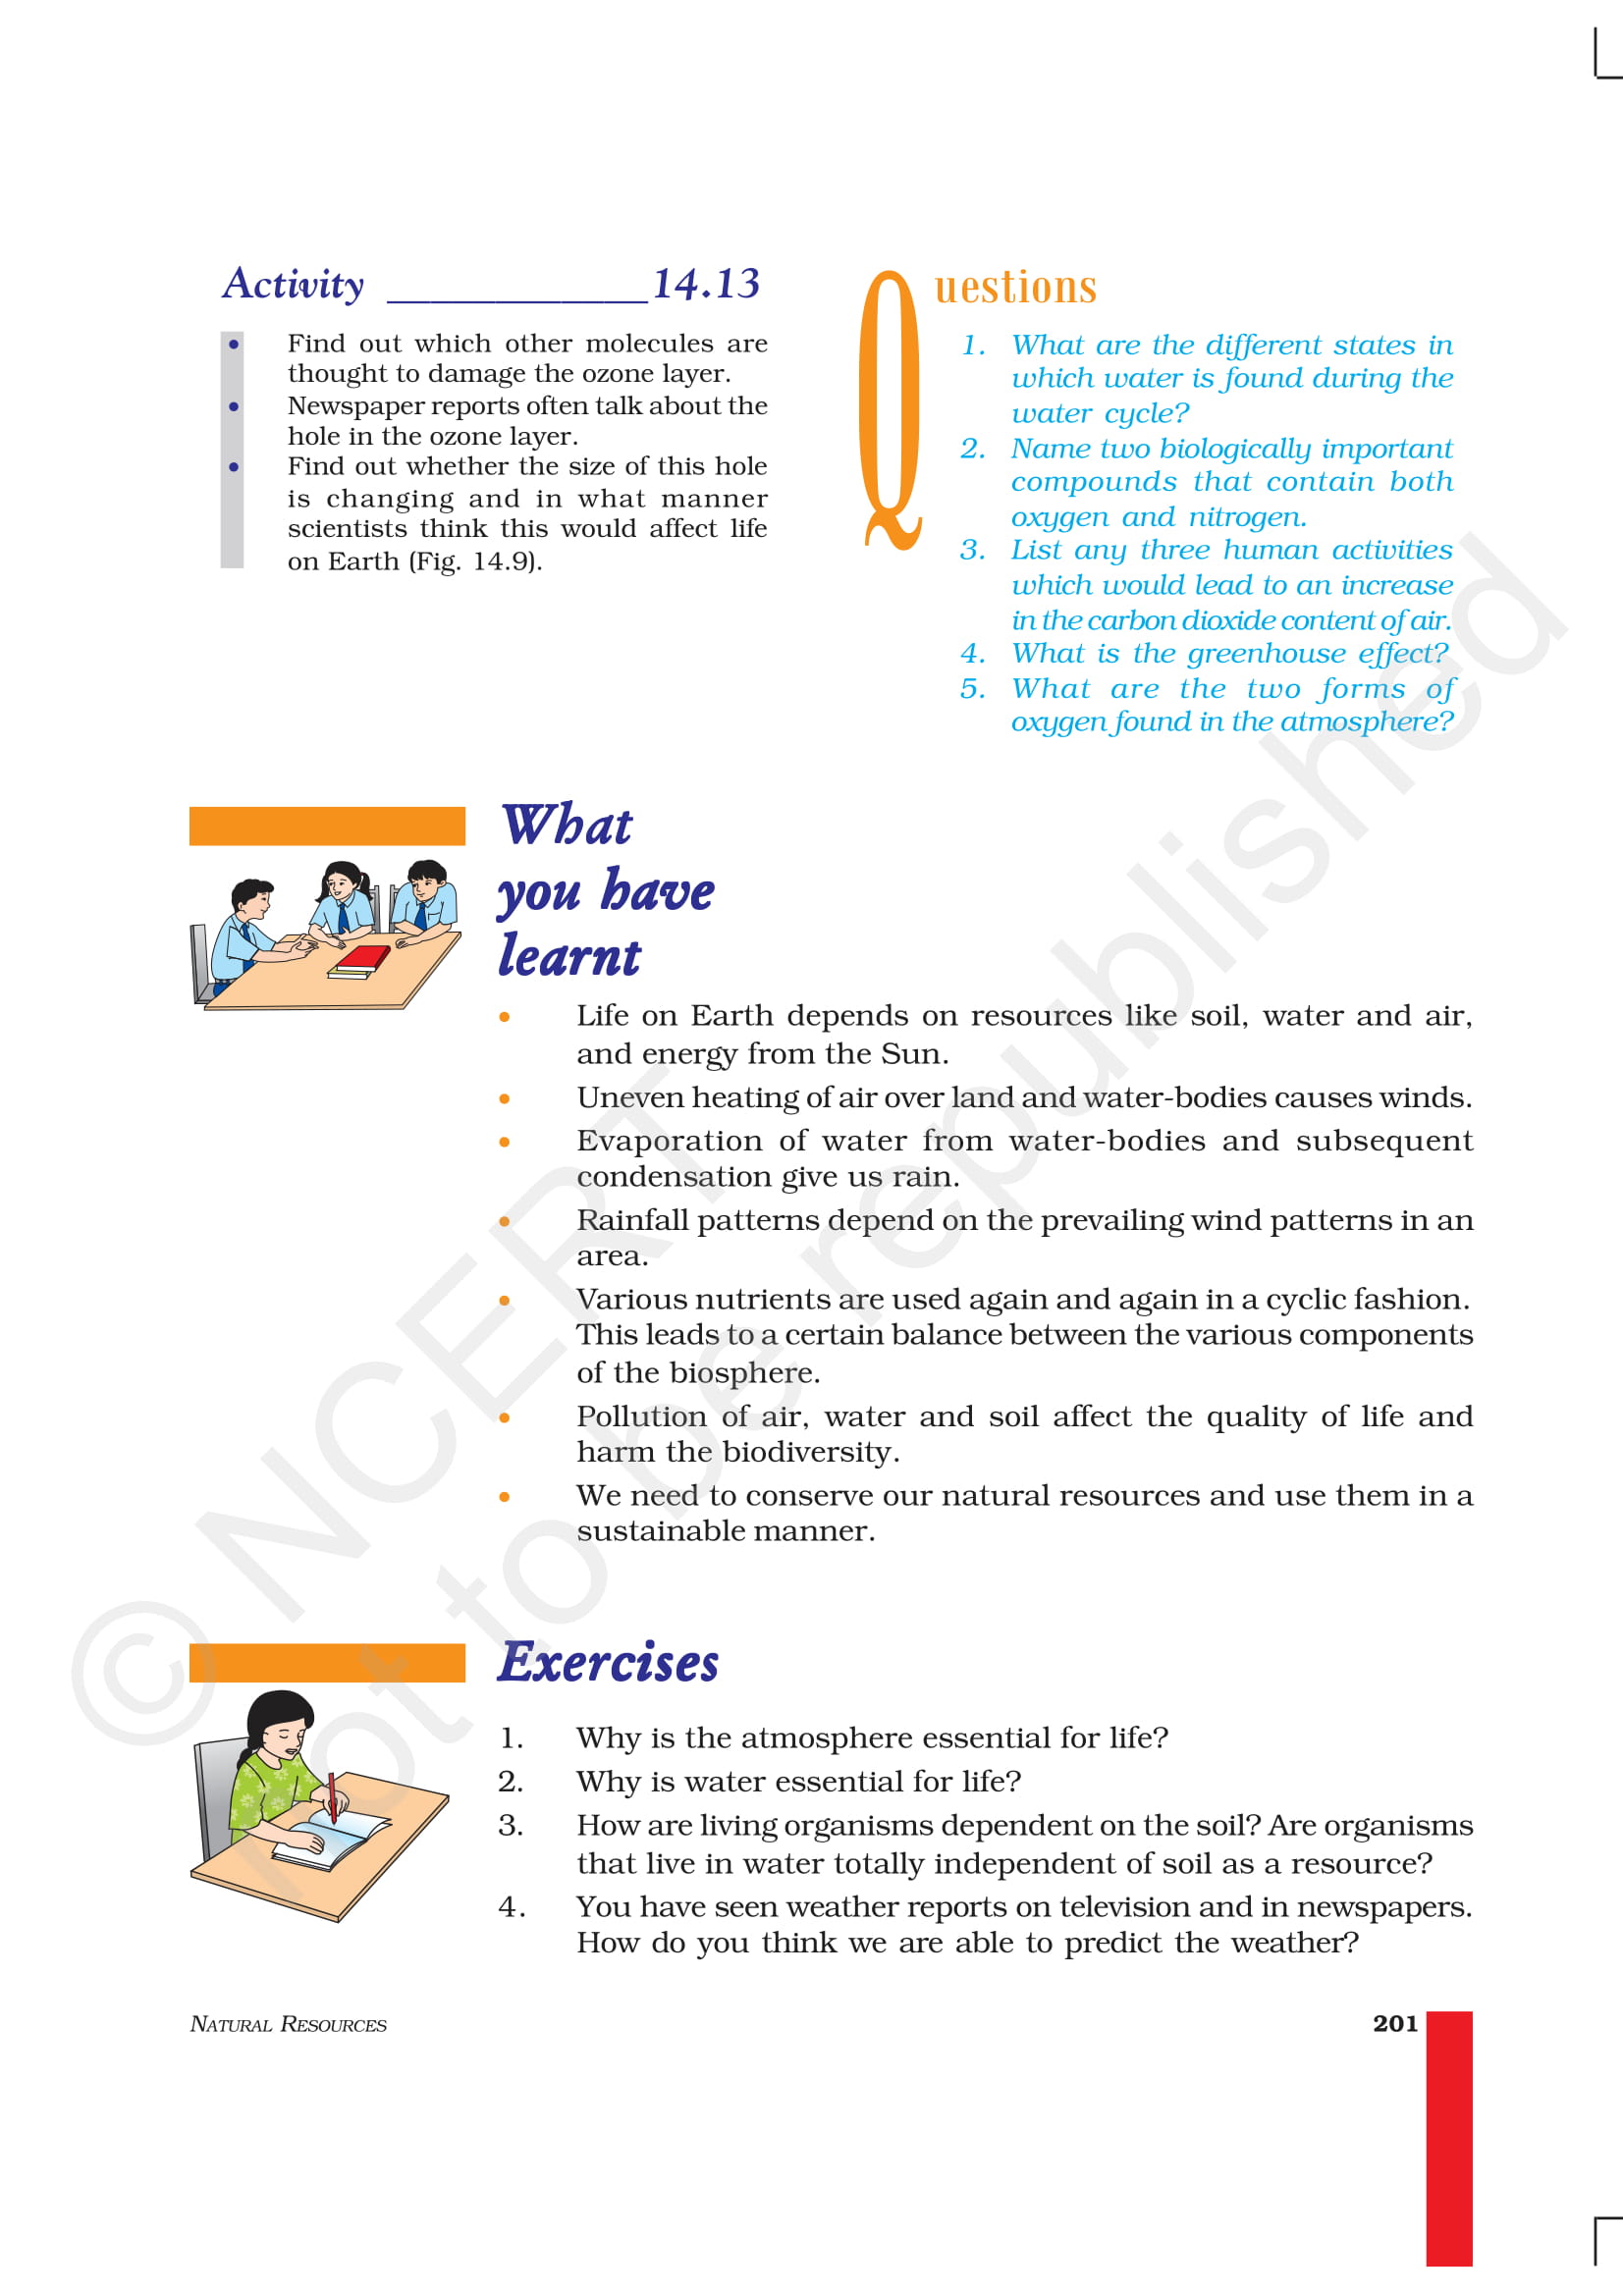 Activity ____________14.13
• Find out which other molecules are
thought to damage the ozone layer.
• Newspaper reports often talk about the
hole in the ozone layer.
• Find out whether the size of this hole
is changing and in what manner
scientists think this would affect life
on Earth (Fig. 14.9).
Questions
1. What are the different states in
which water is found during the
water cycle?
2. Name two biologically important
compounds that contain both
oxygen and nitrogen.
3. List any three human activities
which would lead to an increase
in the carbon dioxide content of air.
4. What is the greenhouse effect?
5. What are the two forms of
oxygen found in the atmosphere?
What
you have
learnt
• Life on Earth depends on resources like soil, water and air,
and energy from the Sun.
• Uneven heating of air over land and water-bodies causes winds.
• Evaporation of water from water-bodies and subsequent
condensation give us rain.
• Rainfall patterns depend on the prevailing wind patterns in an
area.
• Various nutrients are used again and again in a cyclic fashion.
This leads to a certain balance between the various components
of the biosphere.
• Pollution of air, water and soil affect the quality of life and
harm the biodiversity.
• We need to conserve our natural resources and use them in a
sustainable manner.
Exercises
1. Why is the atmosphere essential for life?
2. Why is water essential for life?
3. How are living organisms dependent on the soil? Are organisms
that live in water totally independent of soil as a resource?
4. You have seen weather reports on television and in newspapers.
How do you think we are able to predict the weather?
NATURAL RESOURCES
201
© NCERT
not to be republished